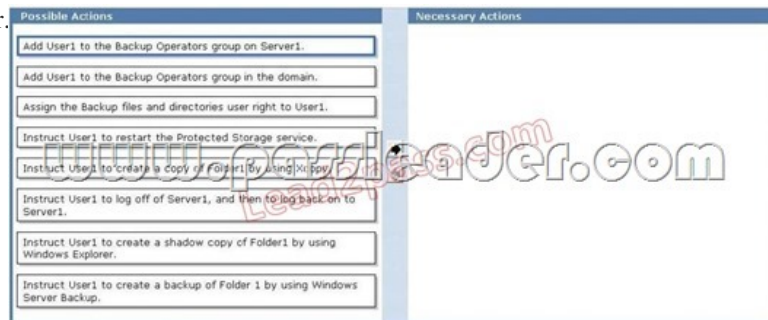 r.
Possible Actions
Necessary Actions
Add User1 to the Backup Operators group on Server1.
Add User1 to the Backup Operators group in the domain.
Assign the Backup files and directories user right to User1.
Instruct User1 to restart the Protected Storage service.
Instruct User1 to create a copy of Folder1 by using Xcopy.
Instruct User1 to log off of Server1, and then to log back on to
Server1.
Instruct User1 to create a shadow copy of Folder1 by using
Windows Explorer.
Instruct User1 to create a backup of Folder 1 by using Windows
Server Backup.
www.passleader.com
Lead2pass.com